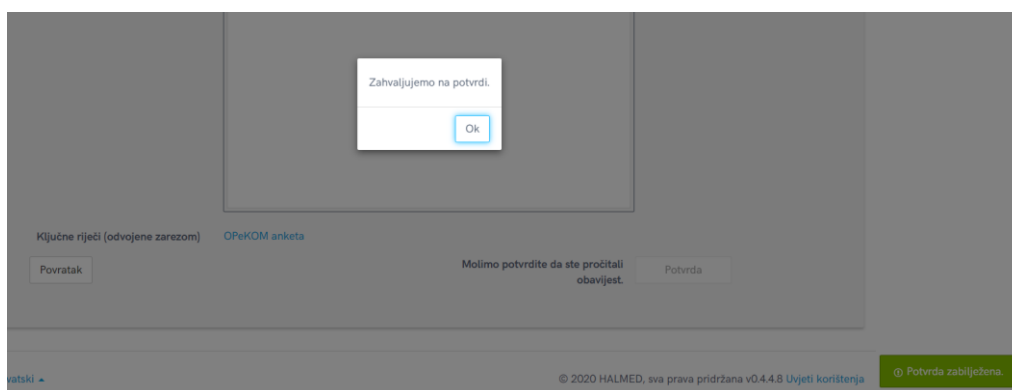 Zahvaljujemo na potvrdi.
Ok
Ključne riječi (odvojene zarezom) OPeKOM anketa
Povratak
Molimo potvrdite da ste pročitali
obavijest.
Potvrda
© 2020 HALMED, sva prava pridržana v0.4.4.8 Uvjeti korištenja
Potvrda zabilježena.